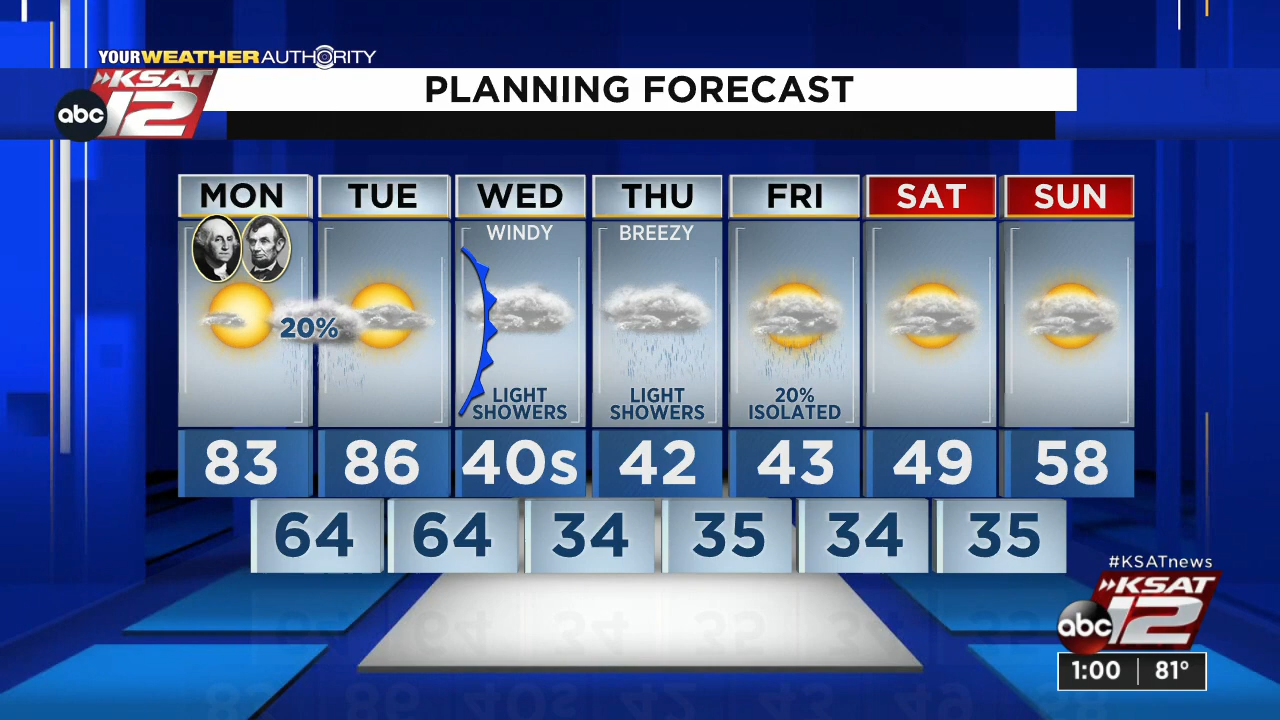 YOURWEATHERAUTHORITY
KSAT
abc 12
PLANNING FORECAST
MON TUE WED THU FRI SAT SUN
WINDY BREEZY
20%
LIGHT SHOWERS
LIGHT SHOWERS
20% ISOLATED
83 86 40s 42 43 49 58
64 64 34 35 34 35
#KSATnews
KSAT
abc 12
1:00 81°